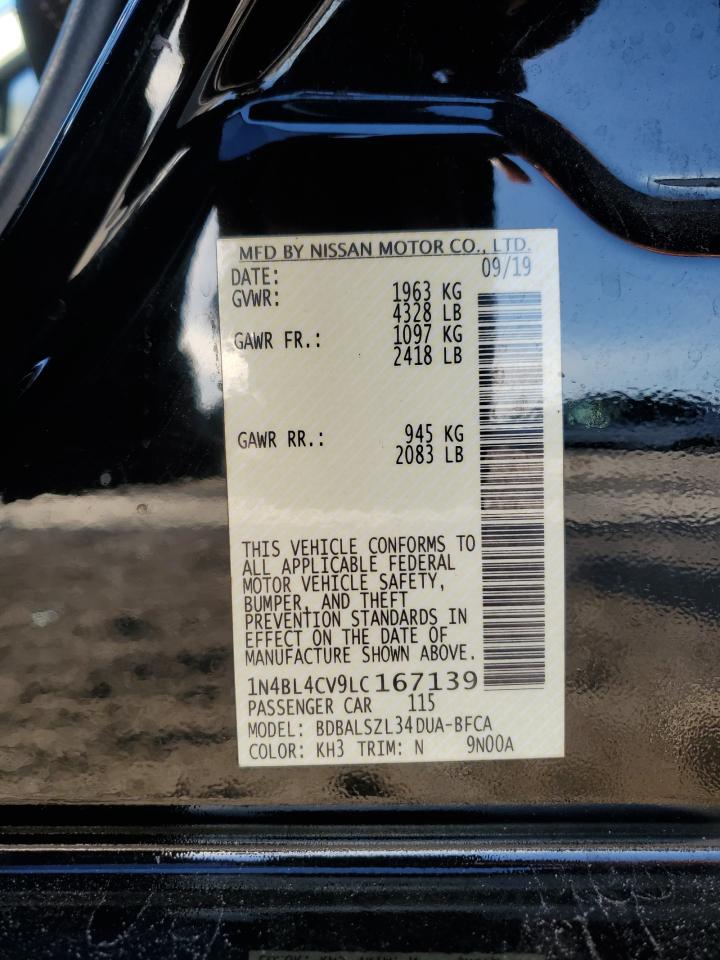 MFD BY NISSAN MOTOR CO., LTD.
DATE: 09/19
GVWR: 1963 KG
4328 LB
GAWR FR.: 1097 KG
2418 LB
GAWR RR.: 945 KG
2083 LB
THIS VEHICLE CONFORMS TO
ALL APPLICABLE FEDERAL
MOTOR VEHICLE SAFETY,
BUMPER, AND THEFT
PREVENTION STANDARDS IN
EFFECT ON THE DATE OF
MANUFACTURE SHOWN ABOVE.
1N4BL4CV9LC167139
PASSENGER CAR 115
MODEL: BDBALSZL34DUA-BFCA
COLOR: KH3 TRIM: N 9N00A